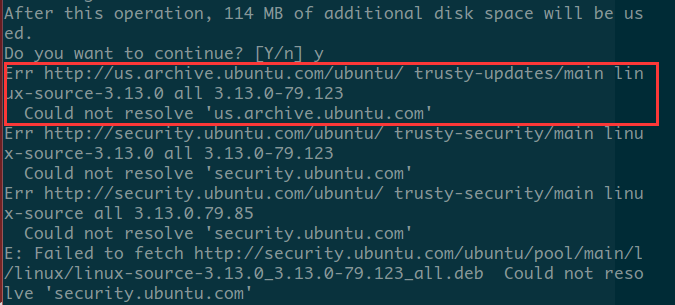 After this operation, 114 MB of additional disk space will be us
ed.
Do you want to continue? [Y/n] y
Err http://us.archive.ubuntu.com/ubuntu/ trusty-updates/main lin
ux-source-3.13.0 all 3.13.0-79.123
  Could not resolve 'us.archive.ubuntu.com'
Err http://security.ubuntu.com/ubuntu/ trusty-security/main linu
x-source-3.13.0 all 3.13.0-79.123
  Could not resolve 'security.ubuntu.com'
Err http://security.ubuntu.com/ubuntu/ trusty-security/main linu
x-source all 3.13.0.79.85
  Could not resolve 'security.ubuntu.com'
E: Failed to fetch http://security.ubuntu.com/ubuntu/pool/main/l
/linux/linux-source-3.13.0_3.13.0-79.123_all.deb  Could not reso
lve 'security.ubuntu.com'